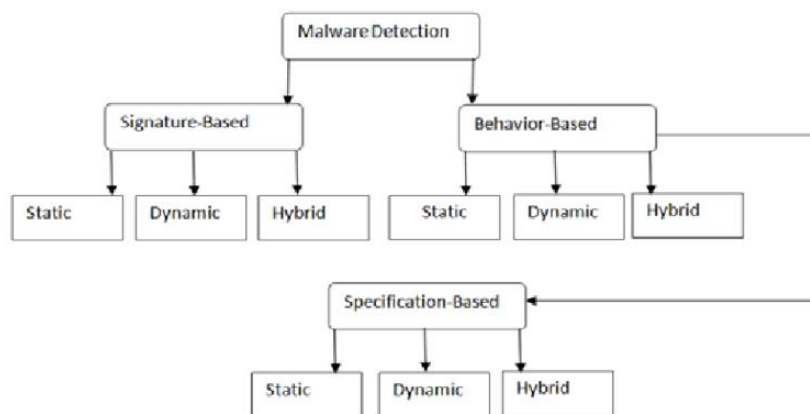 Malware Detection
Signature-Based
Behavior-Based
Static
Dynamic
Hybrid
Static
Dynamic
Hybrid
Specification-Based
Static
Dynamic
Hybrid